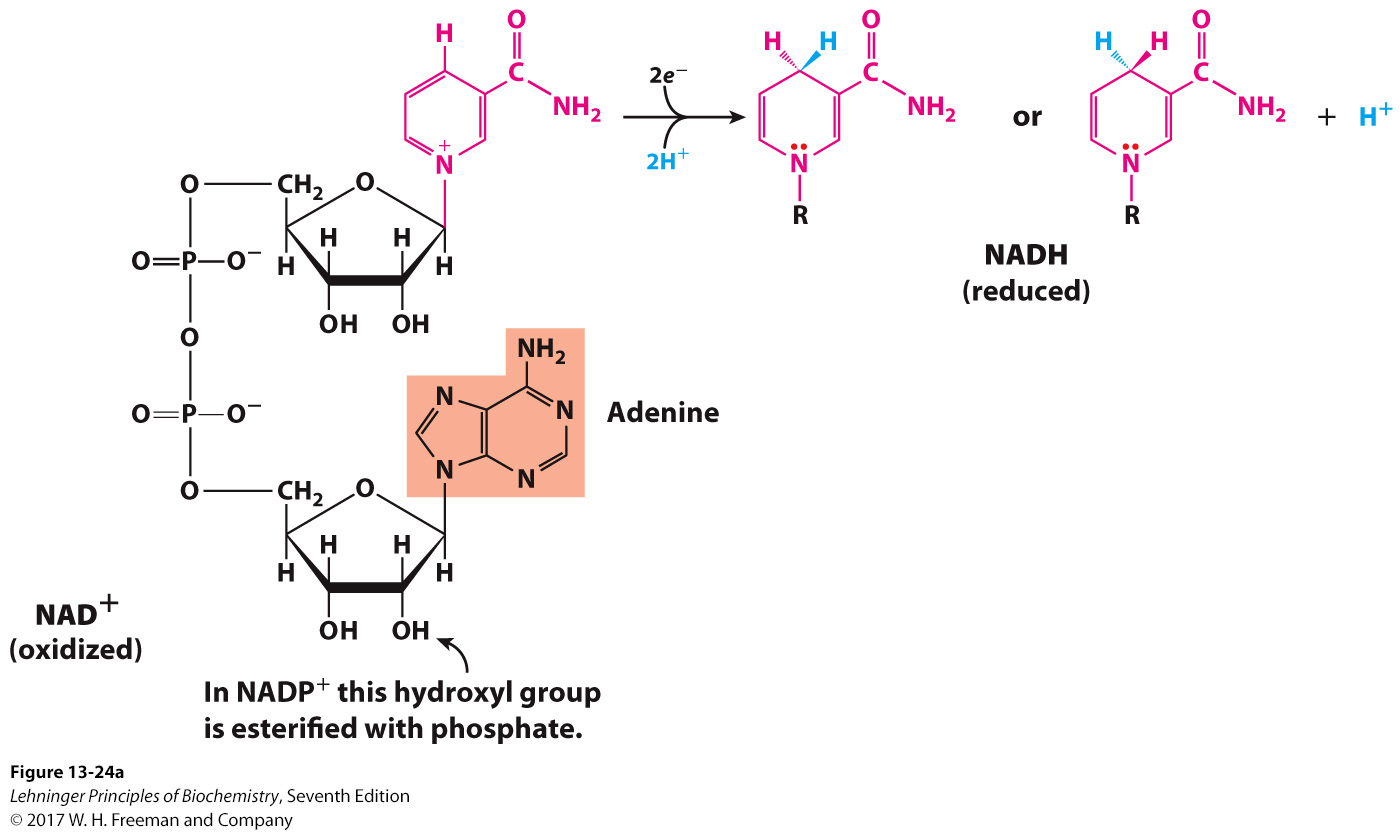 H
O
C
NH2
N
+
2e−
2H+
H H
O
C
NH2
N
R
or
H H
O
C
NH2
N
R
+ H+
NADH
(reduced)
O
CH2
O
H
H
H
H
OH
OH
O=P—O−
O
O=P—O−
NH2
N
N
N
N
Adenine
O
CH2
O
H
H
H
H
OH
OH
NAD+
(oxidized)
In NADP+ this hydroxyl group
is esterified with phosphate.
Figure 13-24a
Lehninger Principles of Biochemistry, Seventh Edition
© 2017 W. H. Freeman and Company